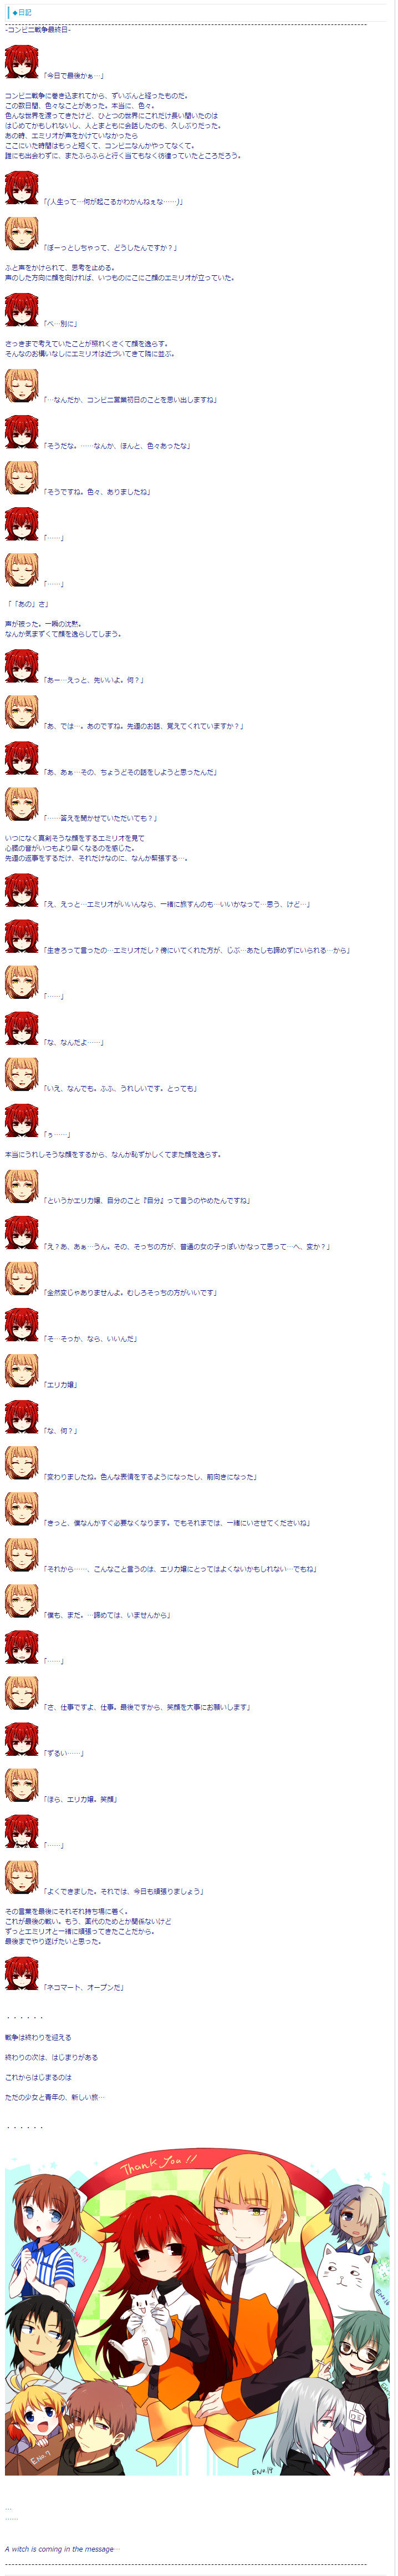 ◆日記
-コンビニ戦争最終日-
「今日で最後かぁ…」
コンビニ戦争に巻き込まれてから、ずいぶんと経ったものだ。
この数日間、色々なことがあった。本当に、色々。
色んな世界を渡ってきたけど、ひとつの世界にこれだけ長い間いたのは
はじめてかもしれないし、人とまともに会話したのも、久しぶりだった。
あの時、エミリオが声をかけていなかったら
ここにいた時間はもっと短くて、コンビニなんかやってなくて。
誰にも出会わずに、またふらふらと行く当てもなく彷徨っていたところだろう。
「(人生って…何が起こるかわかんねぇな……)」
「ぼーっとしちゃって、どうしたんですか？」
ふと声をかけられて、思考を止める。
声のした方向に顔を向ければ、いつものにこにこ顔のエミリオが立っていた。
「べ…別に」
さっきまで考えていたことが照れくさくて顔を逸らす。
そんなのお構いなしにエミリオは近づいてきて隣に並ぶ。
「…なんだか、コンビニ営業初日のことを思い出しますね」
「そうだな。……なんか、ほんと、色々あったな」
「そうですね。色々、ありましたね」
「……」
「……」
「「あの」さ」
声が被った。一瞬の沈黙。
なんか気まずくて顔を逸らしてしまう。
「あー…えっと、先いいよ。何？」
「あ、では…。あのですね。先週のお話、覚えてくれていますか？」
「あ、あぁ…その、ちょうどその話をしようと思ったんだ」
「……答えを聞かせていただいても？」
いつになく真剣そうな顔をするエミリオを見て
心臓の音がいつもより早くなるのを感じた。
先週の返事をするだけ、それだけなのに、なんか緊張する…。
「え、えっと…エミリオがいいんなら、一緒に旅すんのも…いいかなって…思う、けど…」
「生きろって言ったの…エミリオだし？傍にいてくれた方が、じぶ…あたしも諦めずにいられる…から」
「……」
「な、なんだよ……」
「いえ、なんでも。ふふ、うれしいです。とっても」
「ぅ……」
本当にうれしそうな顔をするから、なんか恥ずかしくてまた顔を逸らす。
「というかエリカ嬢、自分のこと『自分』って言うのやめたんですね」
「え？あ、あぁ…うん。その、そっちの方が、普通の女の子っぽいかなって思って…へ、変か？」
「全然変じゃありませんよ。むしろそっちの方がいいです」
「そ…そっか、なら、いいんだ」
「エリカ嬢」
「な、何？」
「変わりましたね。色んな表情をするようになったし、前向きになった」
「きっと、僕なんかすぐ必要なくなります。でもそれまでは、一緒にいさせてくださいね」
「それから……、こんなこと言うのは、エリカ嬢にとってはよくないかもしれない…でもね」
「僕も、まだ。…諦めては、いませんから」
「……」
「さ、仕事ですよ、仕事。最後ですから、笑顔を大事にお願いします」
「ずるい……」
「ほら、エリカ嬢。笑顔」
「……」
「よくできました。それでは、今日も頑張りましょう」
その言葉を最後にそれぞれ持ち場に着く。
これが最後の戦い。もう、薬代のためとか関係ないけど
ずっとエミリオと一緒に頑張ってきたことだから。
最後までやり遂げたいと思った。
「ネコマート、オープンだ」
・・・・・・
戦争は終わりを迎える
終わりの次は、はじまりがある
これからはじまるのは
ただの少女と青年の、新しい旅…
・・・・・・
Thank You!!
ENo.7
ENo.19
…
……
A witch is coming in the message…